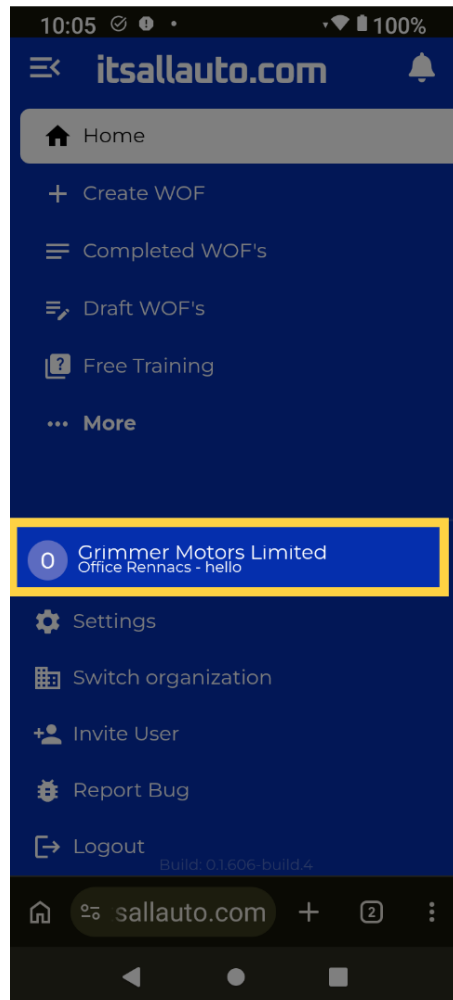 10:05
100%
itsallauto.com
Home
Create WOF
Completed WOF's
Draft WOF's
Free Training
More
O
Grimmer Motors Limited
Office Rennacs - hello
Settings
Switch organization
Invite User
Report Bug
Logout
Build: 0.1.606-build.4
sallauto.com
2